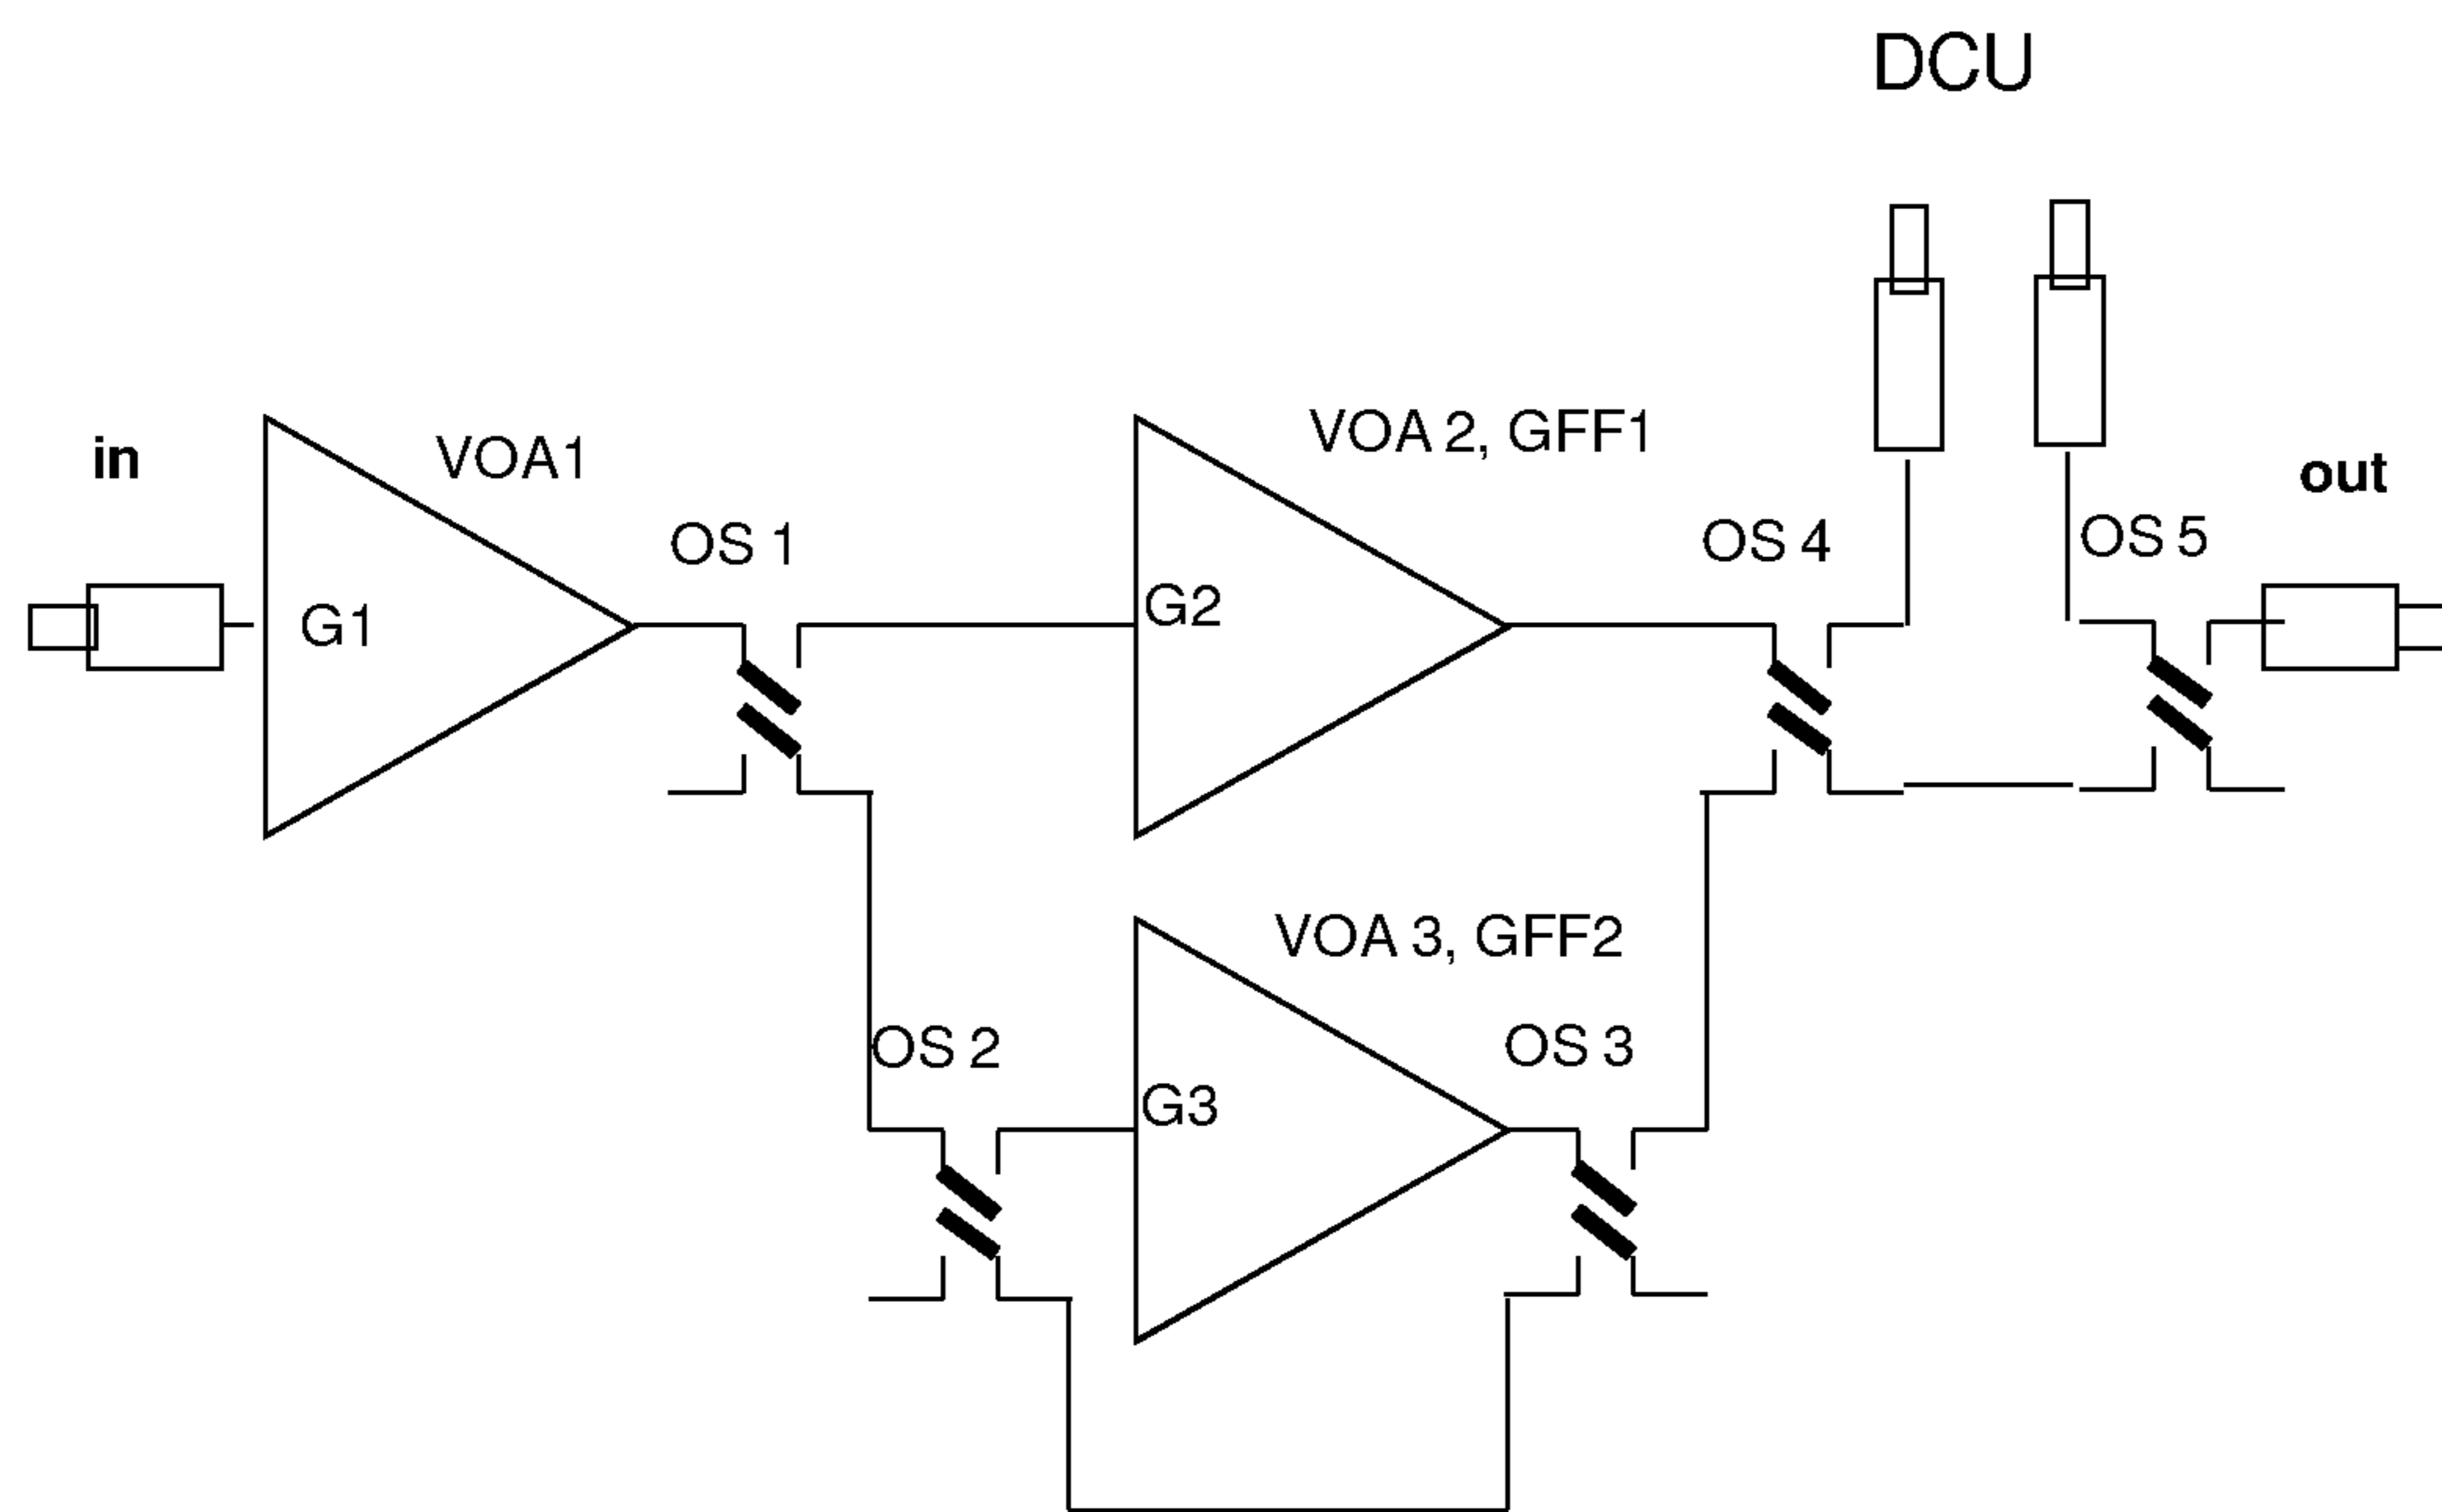 DCU
in
VOA1
VOA 2, GFF1
out
OS 1
OS 4
OS 5
G1
G2
VOA 3, GFF2
OS 2
OS 3
G3